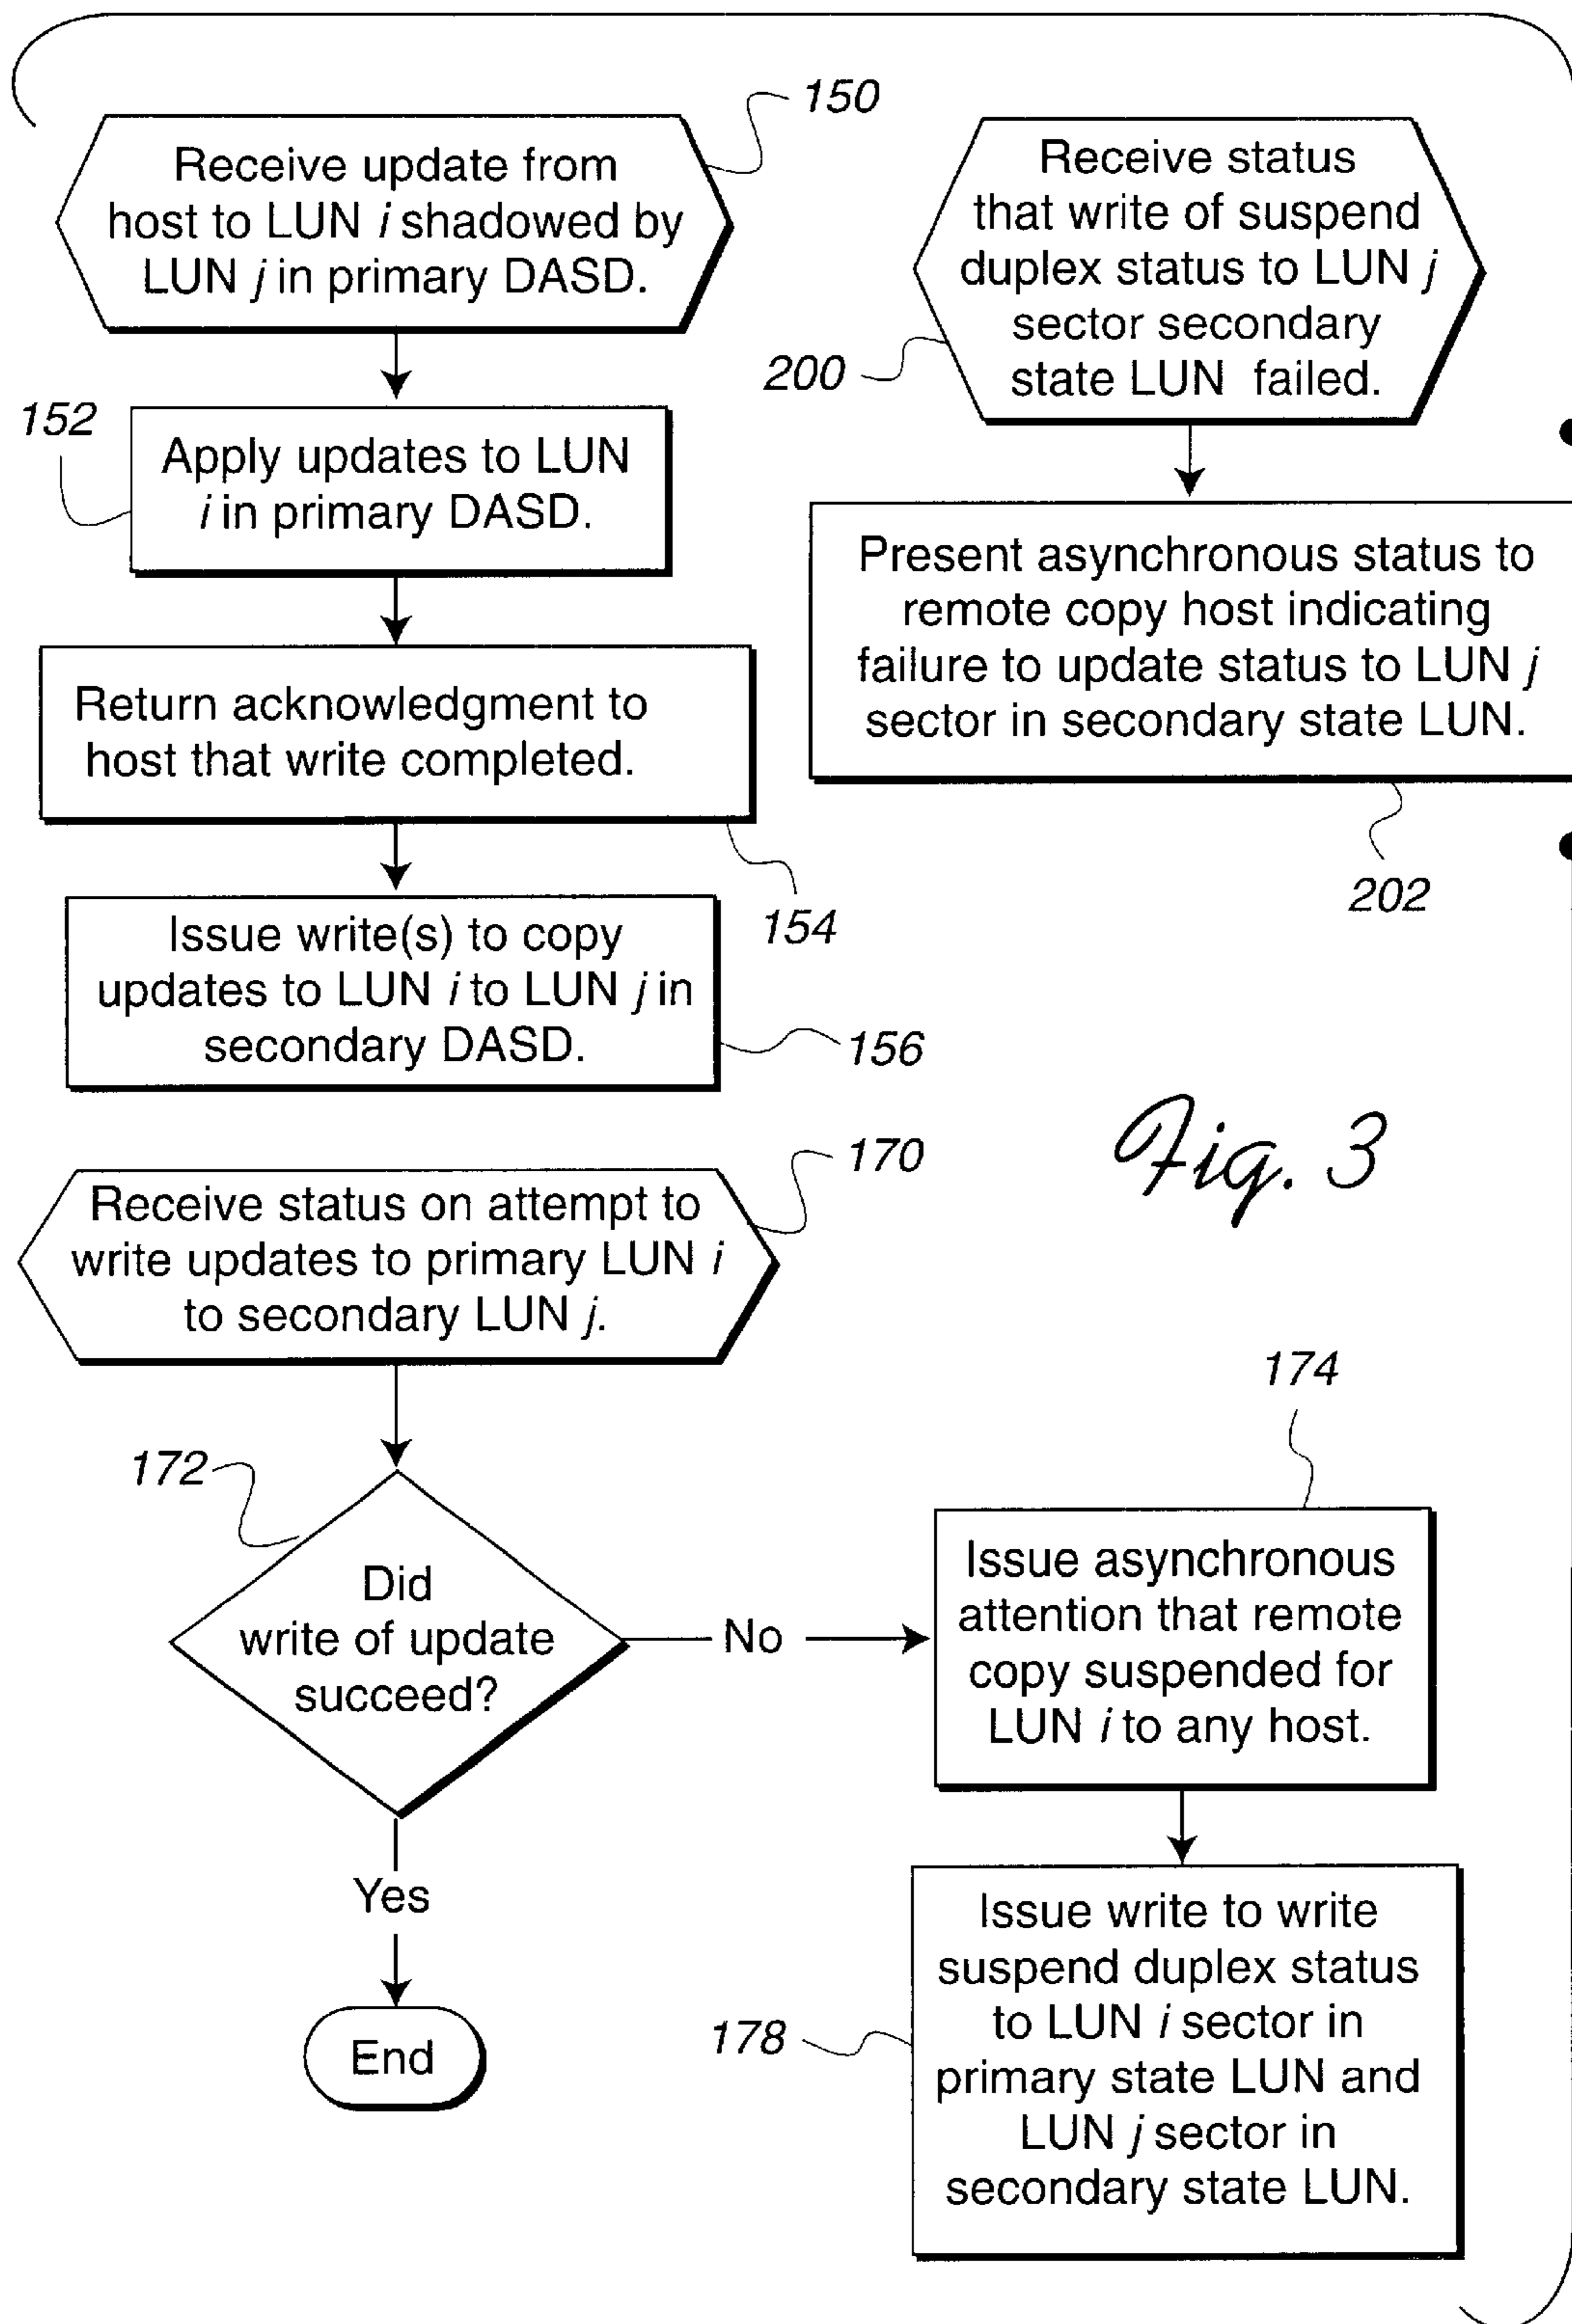 150
Receive update from
host to LUN i shadowed by
LUN j in primary DASD.
152
Apply updates to LUN
i in primary DASD.
Return acknowledgment to
host that write completed.
154
Issue write(s) to copy
updates to LUN i to LUN j in
secondary DASD.
156
Receive status
that write of suspend
duplex status to LUN j
sector secondary
state LUN failed.
200
Present asynchronous status to
remote copy host indicating
failure to update status to LUN j
sector in secondary state LUN.
202
Fig. 3
170
Receive status on attempt to
write updates to primary LUN i
to secondary LUN j.
172
Did
write of update
succeed?
No
Yes
End
174
Issue asynchronous
attention that remote
copy suspended for
LUN i to any host.
178
Issue write to write
suspend duplex status
to LUN i sector in
primary state LUN and
LUN j sector in
secondary state LUN.